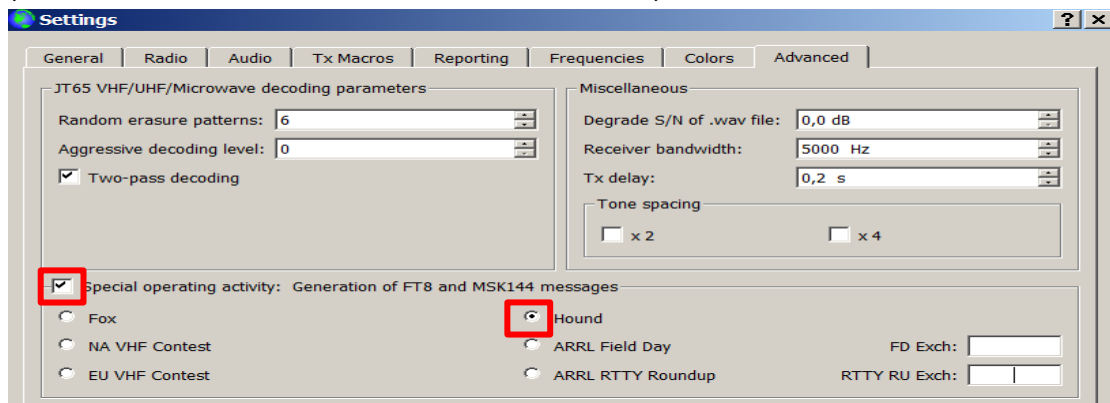 Settings
General Radio Audio Tx Macros Reporting Frequencies Colors Advanced
JT65 VHF/UHF/Microwave decoding parameters
Random erasure patterns: 6
Aggressive decoding level: 0
Two-pass decoding
Miscellaneous
Degrade S/N of .wav file: 0,0 dB
Receiver bandwidth: 5000 Hz
Tx delay: 0,2 s
Tone spacing
x 2 x 4
Special operating activity: Generation of FT8 and MSK144 messages
Fox Hound
NA VHF Contest ARRL Field Day FD Exch:
EU VHF Contest ARRL RTTY Roundup RTTY RU Exch: